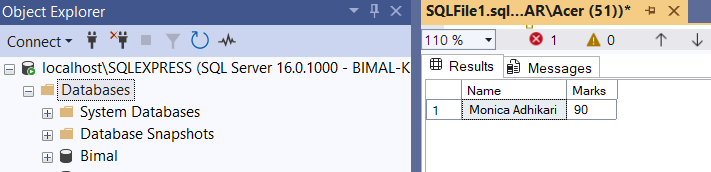 Object Explorer
Connect
localhost\SQLEXPRESS (SQL Server 16.0.1000 - BIMAL-K
Databases
System Databases
Database Snapshots
Bimal
SQLFile1.sql...AR\Acer (51))*
110 %
1
0
Results
Messages
Name Marks
1 Monica Adhikari 90